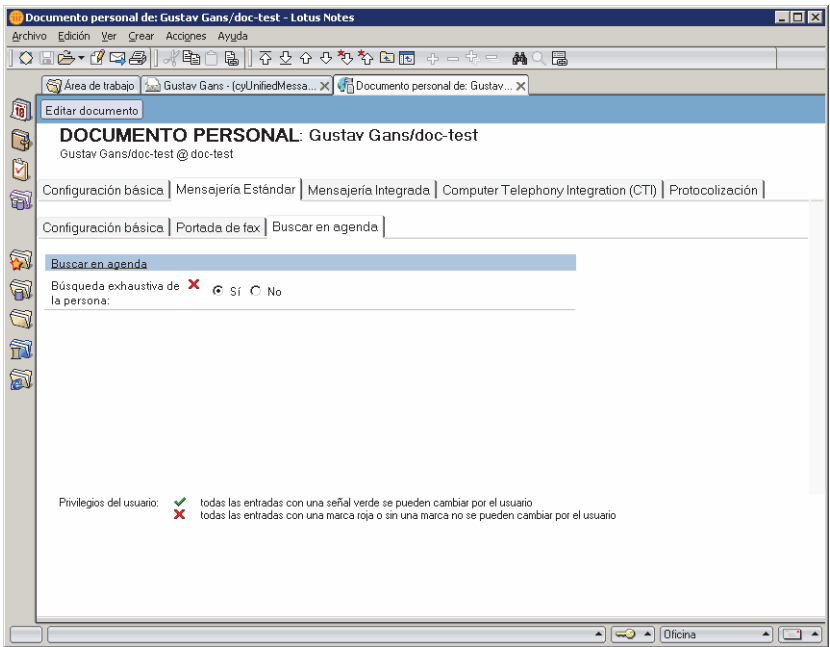 Documento personal de: Gustav Gans/doc-test - Lotus Notes
Archivo Edición Ver Crear Acciones Ayuda
Área de trabajo Gustav Gans - (cyUnifiedMessa... Documento personal de: Gustav...
18
Editar documento
DOCUMENTO PERSONAL: Gustav Gans/doc-test
Gustav Gans/doc-test @ doc-test
Configuración básica Mensajería Estándar Mensajería Integrada Computer Telephony Integration (CTI) Protocolización
Configuración básica Portada de fax Buscar en agenda
Buscar en agenda
Búsqueda exhaustiva de la persona: Sí No
Privilegios del usuario: todas las entradas con una señal verde se pueden cambiar por el usuario
todas las entradas con una marca roja o sin una marca no se pueden cambiar por el usuario
Oficina